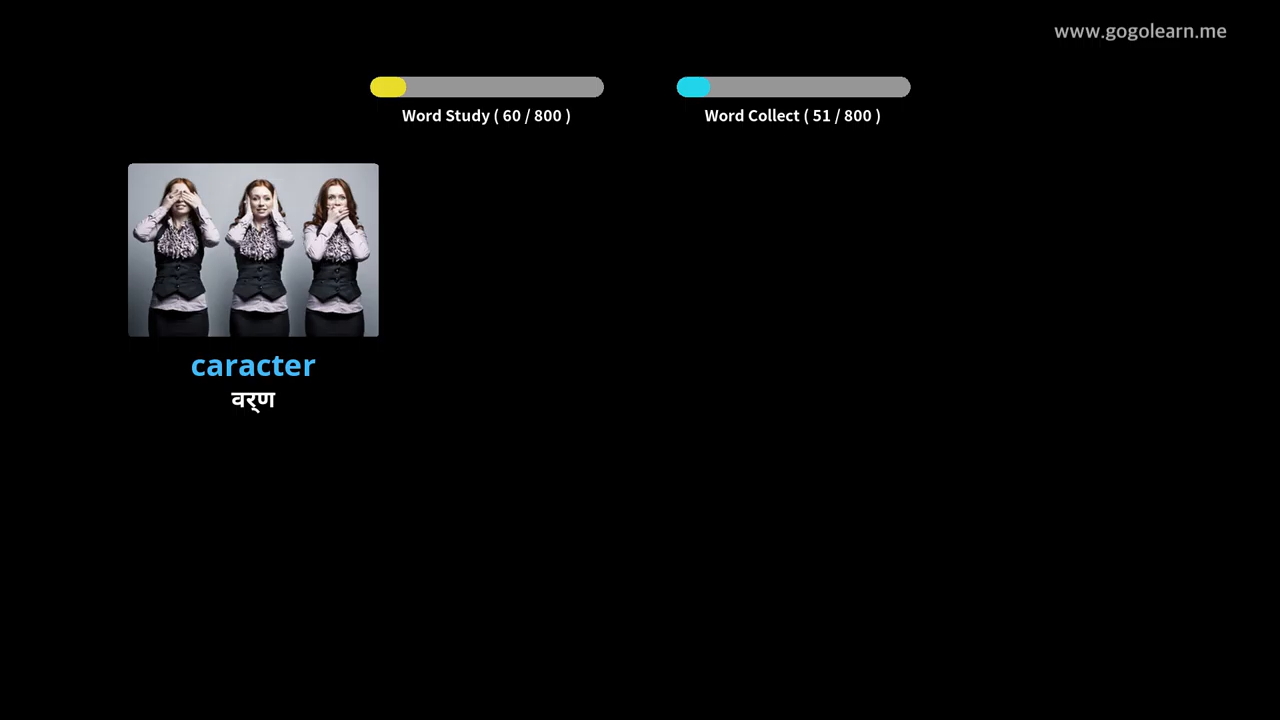 www.gogolearn.me
Word Study ( 60 / 800 )
Word Collect ( 51 / 800 )
caracter
वर्‌ण